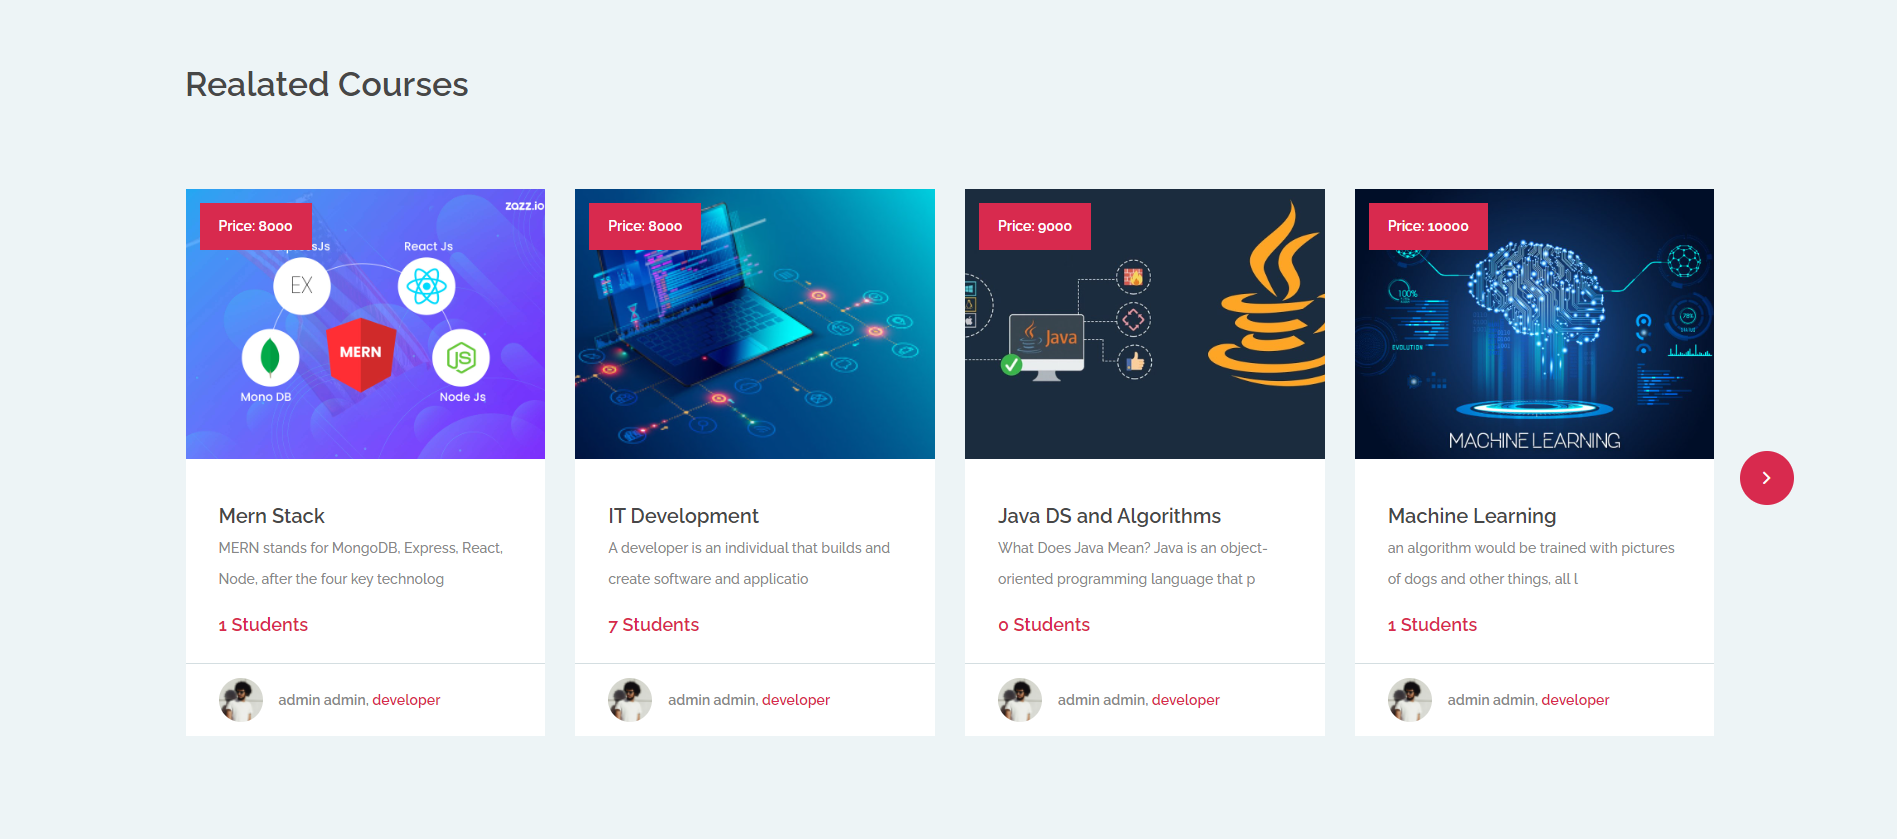 Realated Courses
Price: 8000
zazz.io
sJs
React Js
EX
MERN
JS
Mono DB
Node Js
Mern Stack
MERN stands for MongoDB, Express, React,
Node, after the four key technolog
1 Students
admin admin, developer
Price: 8000
IT Development
A developer is an individual that builds and
create software and applicatio
7 Students
admin admin, developer
Price: 9000
Java
Java DS and Algorithms
What Does Java Mean? Java is an object-
oriented programming language that p
0 Students
admin admin, developer
Price: 10000
100%
78%
EVOLUTION
MACHINE LEARNING
Machine Learning
an algorithm would be trained with pictures
of dogs and other things, all l
1 Students
admin admin, developer